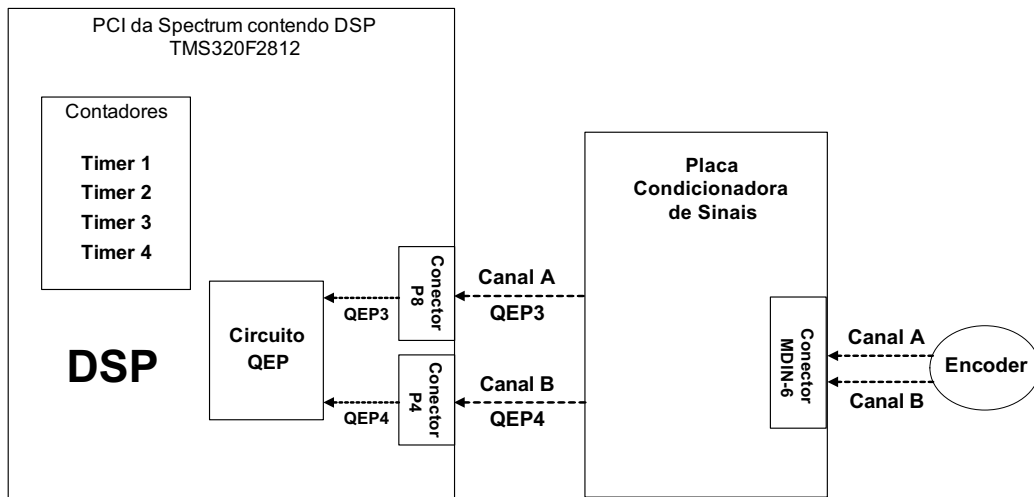 PCI da Spectrum contendo DSP
TMS320F2812
Contadores
Timer 1
Timer 2
Timer 3
Timer 4
DSP
Circuito
QEP
QEP3
QEP4
Conector
P8
Conector
P4
Canal A
QEP3
Canal B
QEP4
Placa
Condicionadora
de Sinais
Conector
MDIN-6
Canal A
Canal B
Encoder